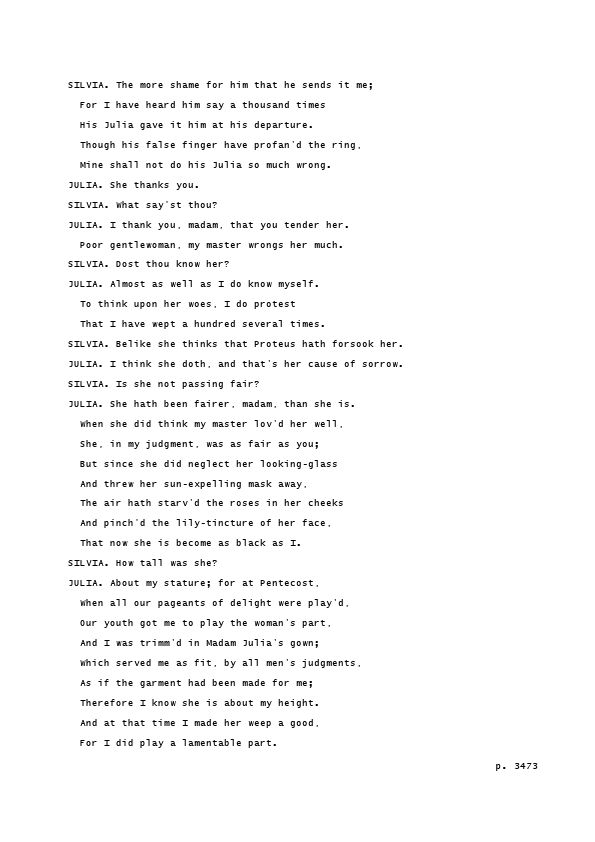 SILVIA. The more shame for him that he sends it me;
For I have heard him say a thousand times
His Julia gave it him at his departure.
Though his false finger have profan'd the ring,
Mine shall not do his Julia so much wrong.
JULIA. She thanks you.
SILVIA. What say'st thou?
JULIA. I thank you, madam, that you tender her.
Poor gentlewoman, my master wrongs her much.
SILVIA. Dost thou know her?
JULIA. Almost as well as I do know myself.
To think upon her woes, I do protest
That I have wept a hundred several times.
SILVIA. Belike she thinks that Proteus hath forsook her.
JULIA. I think she doth, and that's her cause of sorrow.
SILVIA. Is she not passing fair?
JULIA. She hath been fairer, madam, than she is.
When she did think my master lov'd her well,
She, in my judgment, was as fair as you;
But since she did neglect her looking-glass
And threw her sun-expelling mask away,
The air hath starv'd the roses in her cheeks
And pinch'd the lily-tincture of her face,
That now she is become as black as I.
SILVIA. How tall was she?
JULIA. About my stature; for at Pentecost,
When all our pageants of delight were play'd,
Our youth got me to play the woman's part,
And I was trimm'd in Madam Julia's gown;
Which served me as fit, by all men's judgments,
As if the garment had been made for me;
Therefore I know she is about my height.
And at that time I made her weep a good,
For I did play a lamentable part.
p. 3473